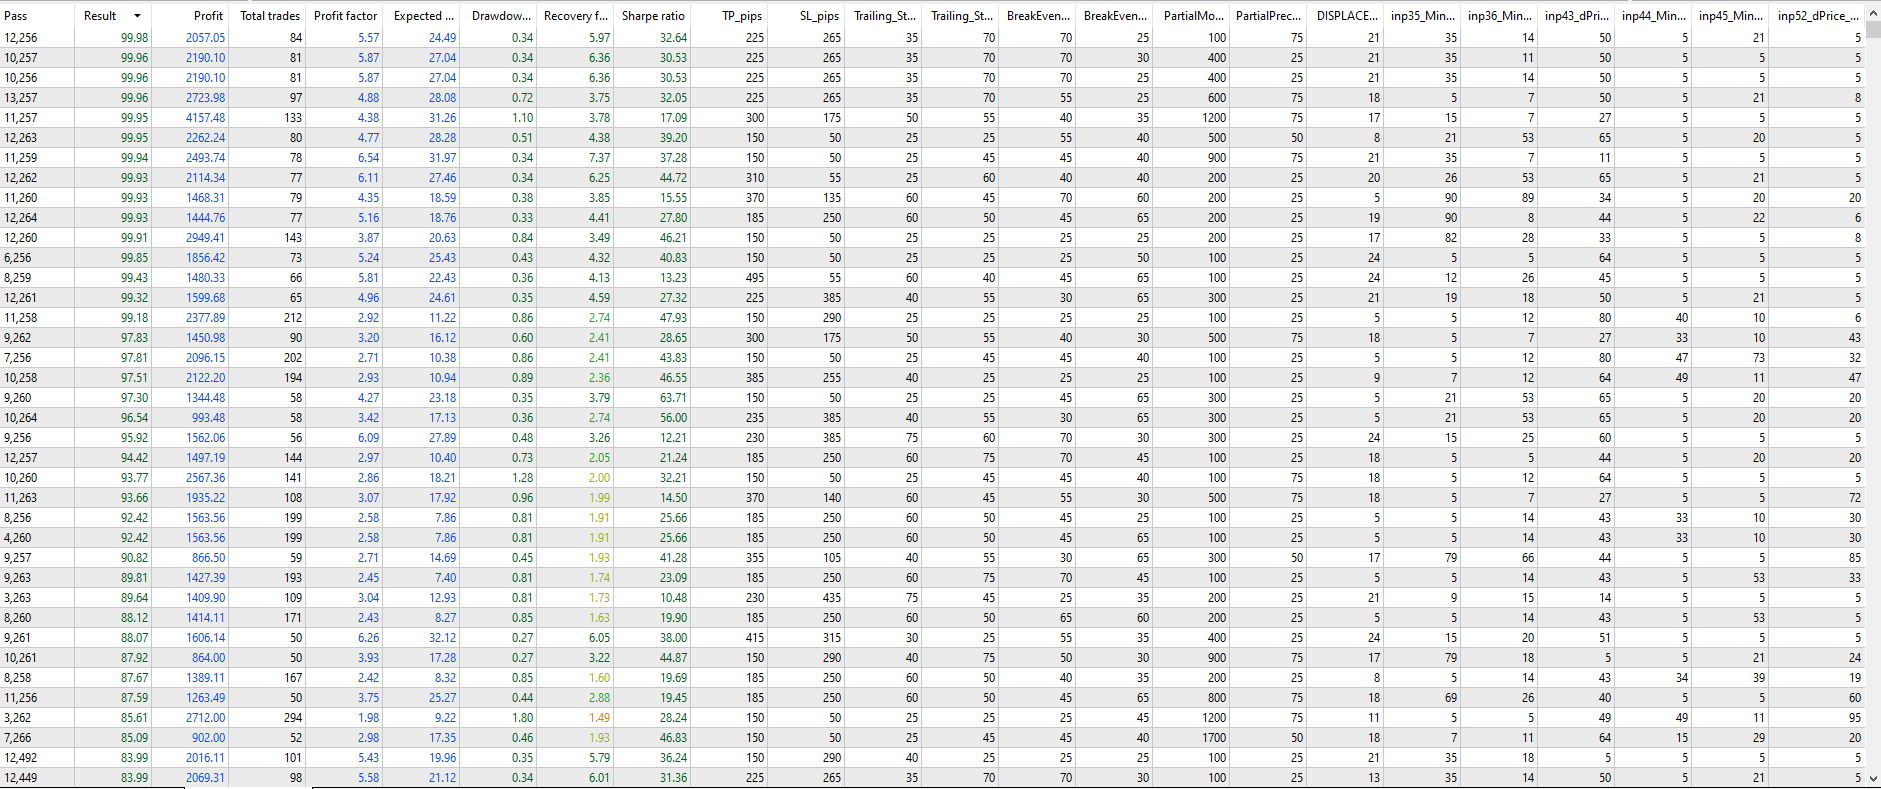 Pass Result Profit Total trades Profit factor Expected ... Drawdow... Recovery f... Sharpe ratio TP_pips SL_pips Trailing_St... Trailing_St... BreakEven... BreakEven... PartialMo... PartialPrec... DISPLACE... inp35_Min... inp36_Min... inp43_dPri... inp44_Min... inp45_Min... inp52_dPrice_...
12,256 99.98 2057.05 84 5.57 24.49 0.34 5.97 32.64 225 265 35 70 70 25 100 75 21 35 14 50 5 21 5
10,257 99.96 2190.10 81 5.87 27.04 0.34 6.36 30.53 225 265 35 70 70 30 400 25 21 35 11 50 5 5 5
10,256 99.96 2190.10 81 5.87 27.04 0.34 6.36 30.53 225 265 35 70 70 25 400 25 21 35 14 50 5 5 5
13,257 99.96 2723.98 97 4.88 28.08 0.72 3.75 32.05 225 265 35 70 55 25 600 75 18 5 7 50 5 21 8
11,257 99.95 4157.48 133 4.38 31.26 1.10 3.78 17.09 300 175 50 55 40 35 1200 75 17 15 7 27 5 5 5
12,263 99.95 2262.24 80 4.77 28.28 0.51 4.38 39.20 150 50 25 25 55 40 500 50 8 21 53 65 5 20 5
11,259 99.94 2493.74 78 6.54 31.97 0.34 7.37 37.28 150 50 25 45 45 40 900 75 21 35 7 11 5 5 5
12,262 99.93 2114.34 77 6.11 27.46 0.34 6.25 44.72 310 55 25 60 40 40 200 25 20 26 53 65 5 21 5
11,260 99.93 1468.31 79 4.35 18.59 0.38 3.85 15.55 370 135 60 45 70 60 200 25 5 90 89 34 5 20 20
12,264 99.93 1444.76 77 5.16 18.76 0.33 4.41 27.80 185 250 60 50 45 65 200 25 19 90 8 44 5 22 6
12,260 99.91 2949.41 143 3.87 20.63 0.84 3.49 46.21 150 50 25 25 25 25 200 25 17 82 28 33 5 5 8
6,256 99.85 1856.42 73 5.24 25.43 0.43 4.32 40.83 150 50 25 25 25 50 100 25 24 5 5 64 5 5 5
8,259 99.43 1480.33 66 5.81 22.43 0.36 4.13 13.23 495 55 60 40 45 65 100 25 24 12 26 45 5 5 5
12,261 99.32 1599.68 65 4.96 24.61 0.35 4.59 27.32 225 385 40 55 30 65 300 25 21 19 18 50 5 21 5
11,258 99.18 2377.89 212 2.92 11.22 0.86 2.74 47.93 150 290 25 25 25 25 100 25 5 5 12 80 40 10 6
9,262 97.83 1450.98 90 3.20 16.12 0.60 2.41 28.65 300 175 50 55 40 30 500 75 18 5 7 27 33 10 43
7,256 97.81 2096.15 202 2.71 10.38 0.86 2.41 43.83 150 50 25 45 45 40 100 25 5 5 12 80 47 73 32
10,258 97.51 2122.20 194 2.93 10.94 0.89 2.36 46.55 385 255 40 25 25 25 100 25 9 7 12 64 49 11 47
9,260 97.30 1344.48 58 4.27 23.18 0.35 3.79 63.71 150 50 25 25 45 65 300 25 5 21 53 65 5 20 20
10,264 96.54 993.48 58 3.42 17.13 0.36 2.74 56.00 235 385 40 55 30 65 300 25 5 21 53 65 5 20 20
9,256 95.92 1562.06 56 6.09 27.89 0.48 3.26 12.21 230 385 75 60 70 30 300 25 24 15 25 60 5 5 5
12,257 94.42 1497.19 144 2.97 10.40 0.73 2.05 21.24 185 250 60 75 70 45 100 25 18 5 5 44 5 20 20
10,260 93.77 2567.36 141 2.86 18.21 1.28 2.00 32.21 150 50 25 45 45 40 100 75 18 5 12 64 5 5 5
11,263 93.66 1935.22 108 3.07 17.92 0.96 1.99 14.50 370 140 60 45 55 30 500 75 18 5 7 27 5 5 72
8,256 92.42 1563.56 199 2.58 7.86 0.81 1.91 25.66 185 250 60 50 45 25 100 25 5 5 14 43 33 10 30
4,260 92.42 1563.56 199 2.58 7.86 0.81 1.91 25.66 185 250 60 50 45 65 100 25 5 5 14 43 33 10 30
9,257 90.82 866.50 59 2.71 14.69 0.45 1.93 41.28 355 105 40 55 30 65 300 50 17 79 66 44 5 5 85
9,263 89.81 1427.39 193 2.45 7.40 0.81 1.74 23.09 185 250 60 75 70 45 100 25 5 5 14 43 5 53 33
3,263 89.64 1409.90 109 3.04 12.93 0.81 1.73 10.48 230 435 75 45 25 35 200 25 21 9 15 14 5 5 5
8,260 88.12 1414.11 171 2.43 8.27 0.85 1.63 19.90 185 250 60 50 65 60 200 25 5 5 14 43 5 53 5
9,261 88.07 1606.14 50 6.26 32.12 0.27 6.05 38.00 415 315 30 25 55 35 400 25 24 15 20 51 5 5 5
10,261 87.92 864.00 50 3.93 17.28 0.27 3.22 44.87 150 290 40 75 50 30 900 75 17 79 18 5 5 21 24
8,258 87.67 1389.11 167 2.42 8.32 0.85 1.60 19.69 185 250 60 50 40 35 200 25 8 5 14 43 34 39 19
11,256 87.59 1263.49 50 3.75 25.27 0.44 2.88 19.45 185 250 60 50 45 65 800 75 18 69 26 40 5 5 60
3,262 85.61 2712.00 294 1.98 9.22 1.80 1.49 28.24 150 50 25 25 25 45 1200 75 11 5 5 49 49 11 95
7,266 85.09 902.00 52 2.98 17.35 0.46 1.93 46.83 150 50 25 45 45 40 1700 50 18 7 11 64 15 29 20
12,492 83.99 2016.11 101 5.43 19.96 0.35 5.79 36.24 150 290 40 25 25 25 100 25 21 35 18 5 5 5 5
12,449 83.99 2069.31 98 5.58 21.12 0.34 6.01 31.36 225 265 35 70 70 30 100 25 13 35 14 50 5 21 5